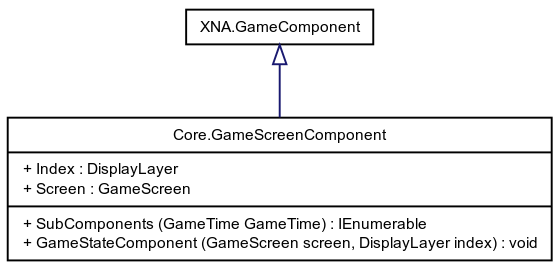 XNA.GameComponent
Core.GameScreenComponent
+ Index : DisplayLayer
+ Screen : GameScreen
+ SubComponents (GameTime GameTime) : IEnumerable
+ GameStateComponent (GameScreen screen, DisplayLayer index) : void